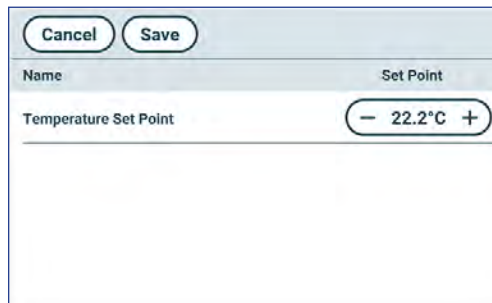 Cancel Save
Name Set Point
Temperature Set Point − 22.2°C +